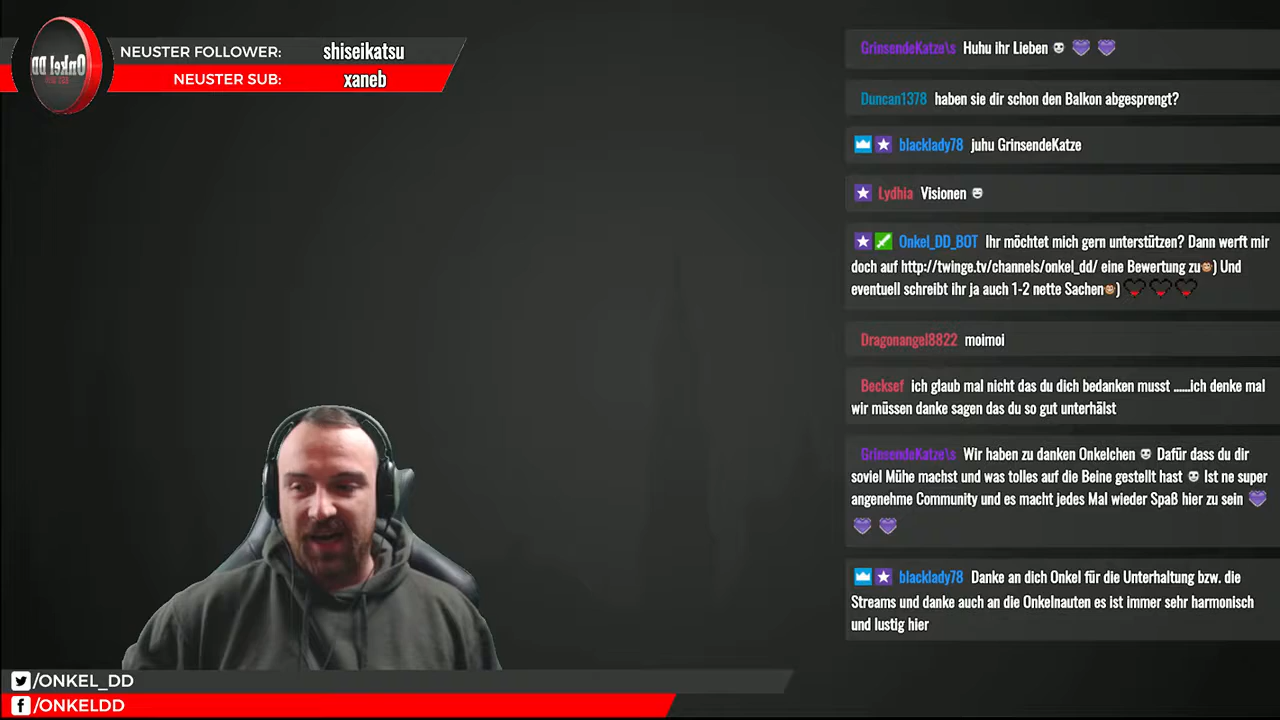 Onkel DD
NEUSTER FOLLOWER: shiseikatsu
NEUSTER SUB: xaneb
GrinsendeKatze\s Huhu ihr Lieben
Duncan1378 haben sie dir schon den Balkon abgesprengt?
blacklady78 juhu GrinsendeKatze
Lydhia Visionen
Onkel_DD_BOT Ihr möchtet mich gern unterstützen? Dann werft mir
doch auf http://twinge.tv/channels/onkel_dd/ eine Bewertung zu ) Und
eventuell schreibt ihr ja auch 1-2 nette Sachen )
Dragonangel8822 moimoi
Becksef ich glaub mal nicht das du dich bedanken musst ......ich denke mal
wir müssen danke sagen das du so gut unterhälst
GrinsendeKatze\s Wir haben zu danken Onkelchen Dafür dass du dir
soviel Mühe machst und was tolles auf die Beine gestellt hast Ist ne super
angenehme Community und es macht jedes Mal wieder Spaß hier zu sein
blacklady78 Danke an dich Onkel für die Unterhaltung bzw. die
Streams und danke auch an die Onkelnauten es ist immer sehr harmonisch
und lustig hier
/ONKEL_DD
/ONKELDD